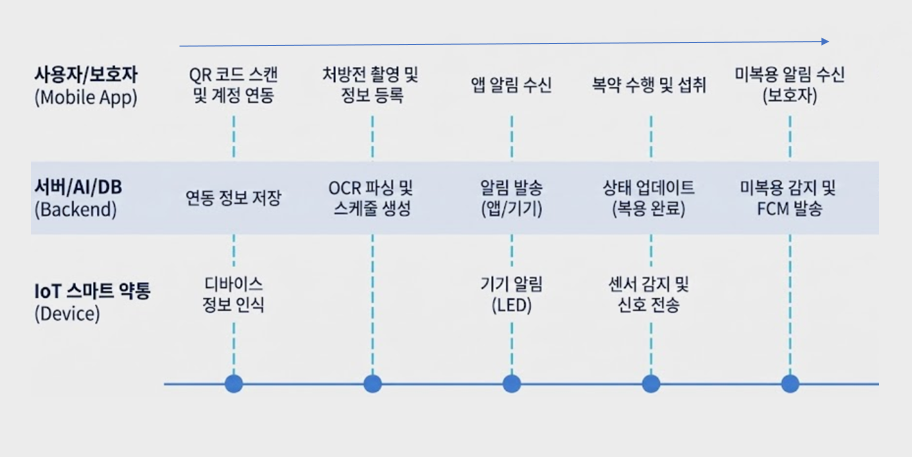 사용자/보호자
(Mobile App)
QR 코드 스캔
및 계정 연동
처방전 촬영 및
정보 등록
앱 알림 수신
복약 수행 및 섭취
미복용 알림 수신
(보호자)
서버/AI/DB
(Backend)
연동 정보 저장
OCR 파싱 및
스케줄 생성
알림 발송
(앱/기기)
상태 업데이트
(복용 완료)
미복용 감지 및
FCM 발송
IoT 스마트 약통
(Device)
디바이스
정보 인식
기기 알림
(LED)
센서 감지 및
신호 전송